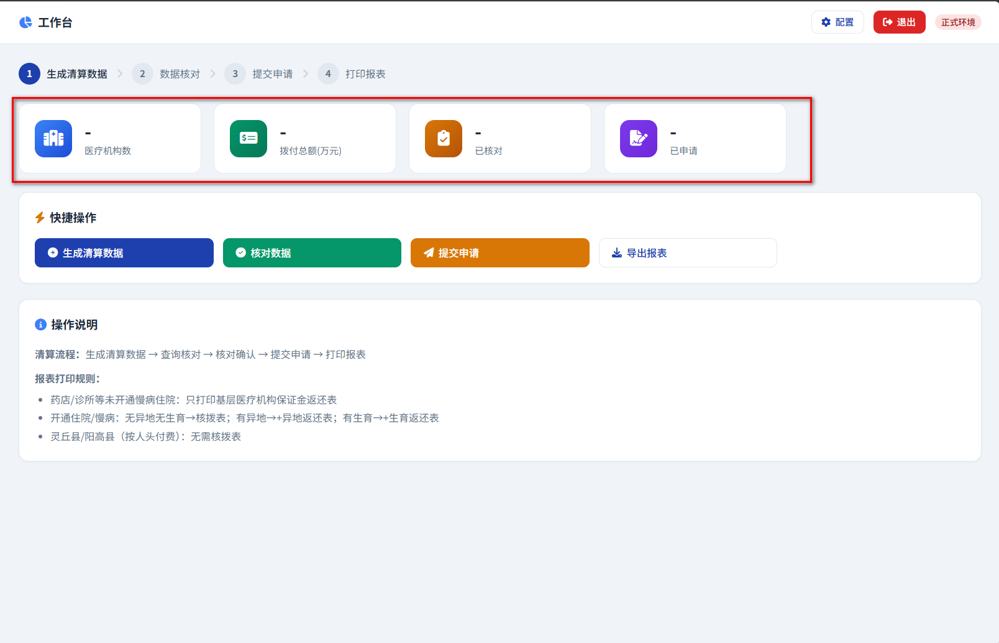 工作台
配置
退出
正式环境
1 生成清算数据
2 数据核对
3 提交申请
4 打印报表
-
医疗机构数
-
拨付总额(万元)
-
已核对
-
已申请
快捷操作
生成清算数据
核对数据
提交申请
导出报表
操作说明
清算流程：生成清算数据 → 查询核对 → 核对确认 → 提交申请 → 打印报表
报表打印规则：
• 药店/诊所等未开通慢病住院：只打印基层医疗机构保证金返还表
• 开通住院/慢病：无异地无生育→核拨表；有异地→+异地返还表；有生育→+生育返还表
• 灵丘县/阳高县（按人头付费）：无需核拨表